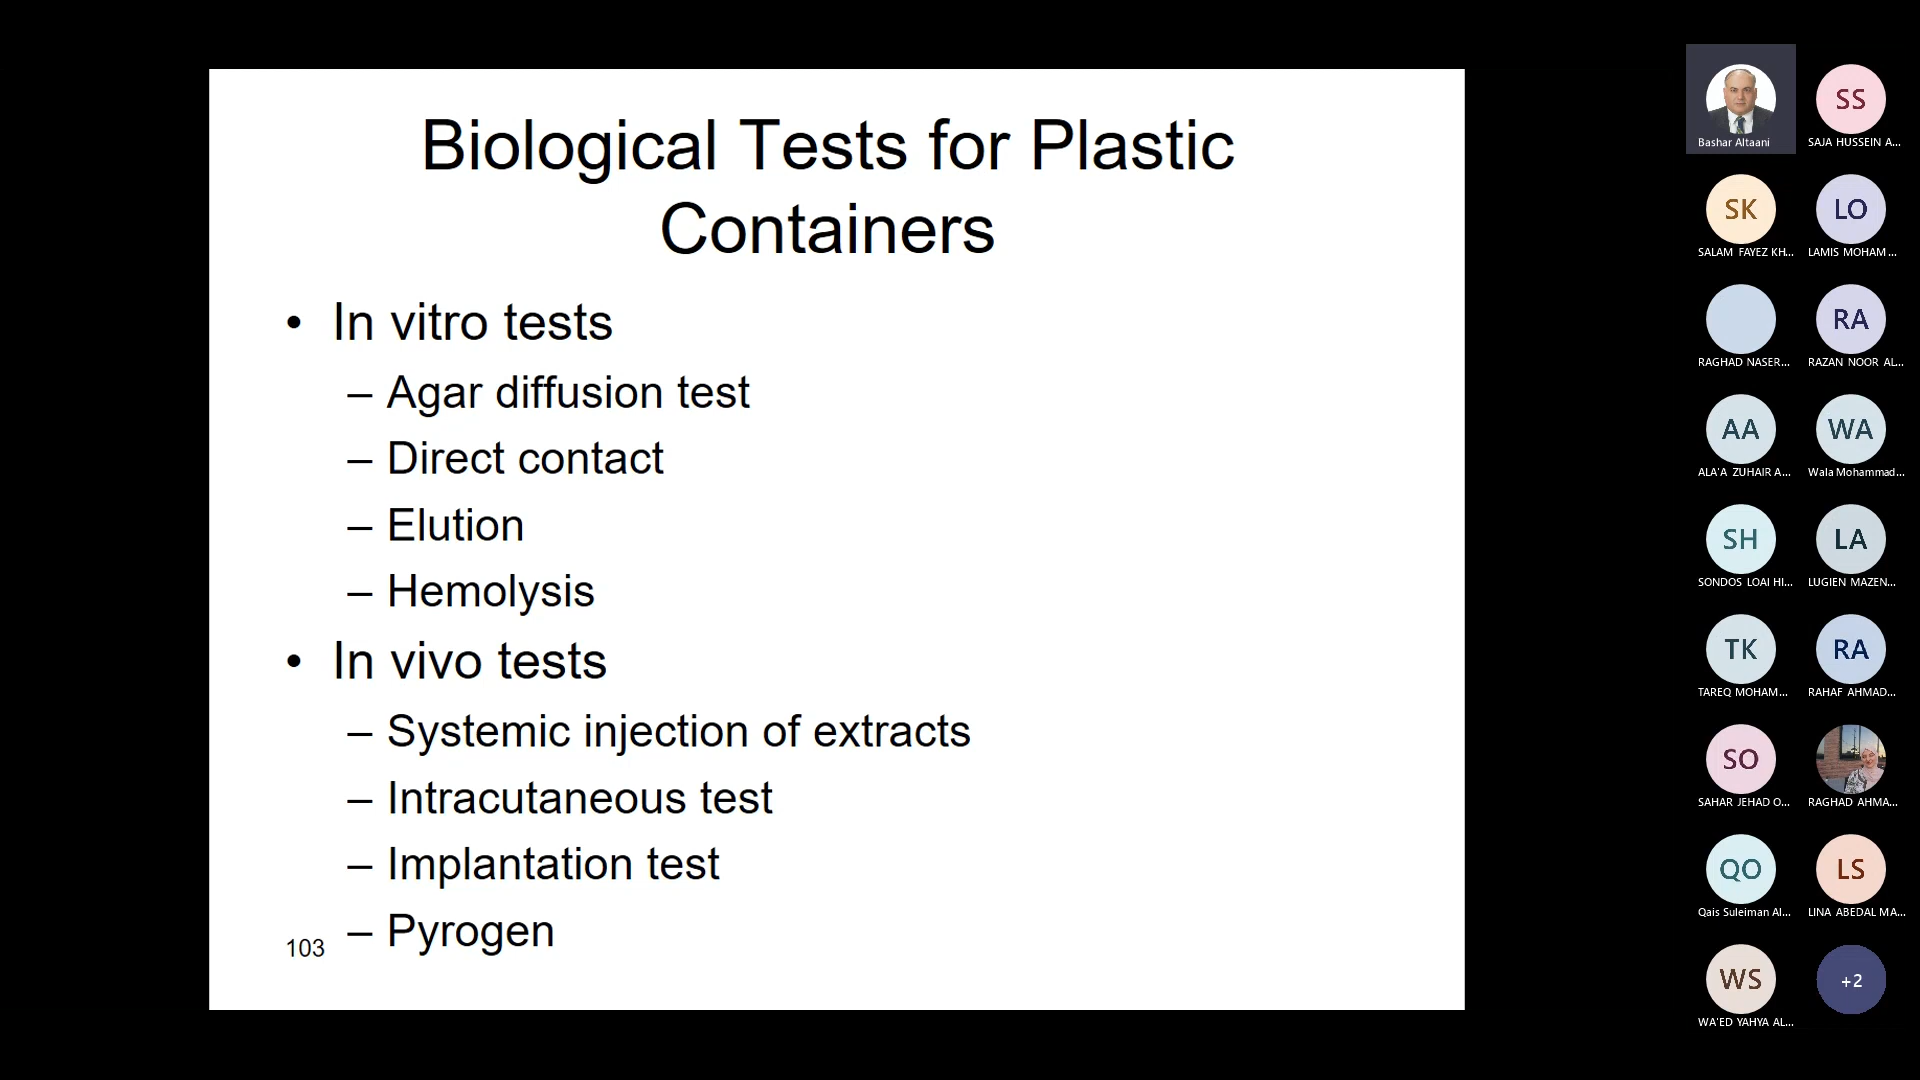 Biological Tests for Plastic
Containers
• In vitro tests
– Agar diffusion test
– Direct contact
– Elution
– Hemolysis
• In vivo tests
– Systemic injection of extracts
– Intracutaneous test
– Implantation test
– Pyrogen
103
Bashar Altaani
SS
SAJA HUSSEIN A...
SK
SALAM FAYEZ KH...
LO
LAMIS MOHAM...
RAGHAD NASER...
RA
RAZAN NOOR AL...
AA
ALA'A ZUHAIR A...
WA
Wala Mohammad...
SH
SONDOS LOAI HI...
LA
LUGIEN MAZEN...
TK
TAREQ MOHAM...
RA
RAHAF AHMAD...
SO
SAHAR JEHAD O...
RAGHAD AHMA...
QO
Qais Suleiman Al...
LS
LINA ABEDAL MA...
WS
WA'ED YAHYA AL...
+2